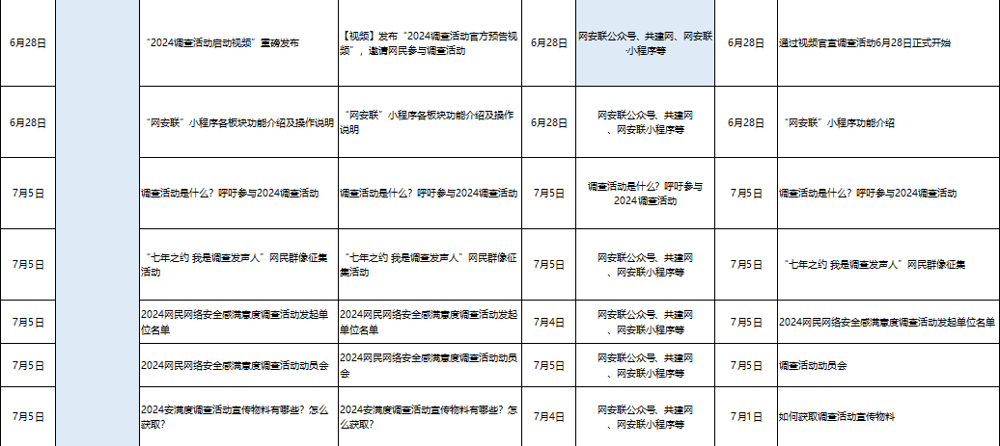 6月28日
“2024调查活动启动视频”重磅发布
【视频】发布“2024调查活动官方预告视
频”，邀请网民参与调查活动
6月28日
网安联公众号、共建网、网安联
小程序等
6月28日
通过视频官宣调查活动6月28日正式开始
6月28日
“网安联”小程序各板块功能介绍及操作说明
“网安联”小程序各板块功能介绍及操作
说明
6月28日
网安联公众号、共建网
、网安联小程序等
6月28日
“网安联”小程序功能介绍
7月5日
调查活动是什么？呼吁参与2024调查活动
调查活动是什么？呼吁参与2024调查活动
7月5日
调查活动是什么？呼吁参与
2024调查活动
7月5日
调查活动是什么？呼吁参与2024调查活动
7月5日
“七年之约 我是调查发声人”网民群像征集
活动
“七年之约 我是调查发声人”网民群像征
集活动
7月5日
网安联公众号、共建网
、网安联小程序等
7月5日
“七年之约 我是调查发声人”网民群像征集
7月5日
2024网民网络安全感满意度调查活动发起单
位名单
2024网民网络安全感满意度调查活动发起
单位名单
7月4日
网安联公众号、共建网
、网安联小程序等
7月5日
2024网民网络安全感满意度调查活动发起单位名单
7月5日
2024网民网络安全感满意度调查活动动员会
2024网民网络安全感满意度调查活动动员
会
7月5日
网安联公众号、共建网
、网安联小程序等
7月5日
调查活动动员会
7月5日
2024安满度调查活动宣传物料有哪些？怎么
获取？
2024安满度调查活动宣传物料有哪些？怎
么获取？
7月4日
网安联公众号、共建网
、网安联小程序等
7月1日
如何获取调查活动宣传物料